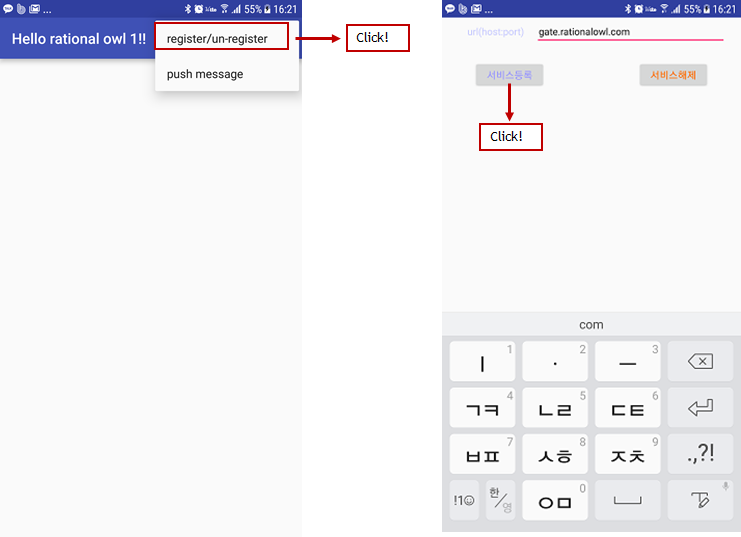 ... 55% 16:21
Hello rational owl 1!!
register/un-register
push message
Click!
... 55% 16:21
url(host:port) gate.rationalowl.com
서비스등록 서비스해제
Click!
com
ㅣ 1 · 2 ㅡ 3
ㄱㅋ 4 ㄴㄹ 5 ㄷㅌ 6
ㅂㅍ 7 ㅅㅎ 8 ㅈㅊ 9 .,?!
!1☺ 한/영 ㅇㅁ 0